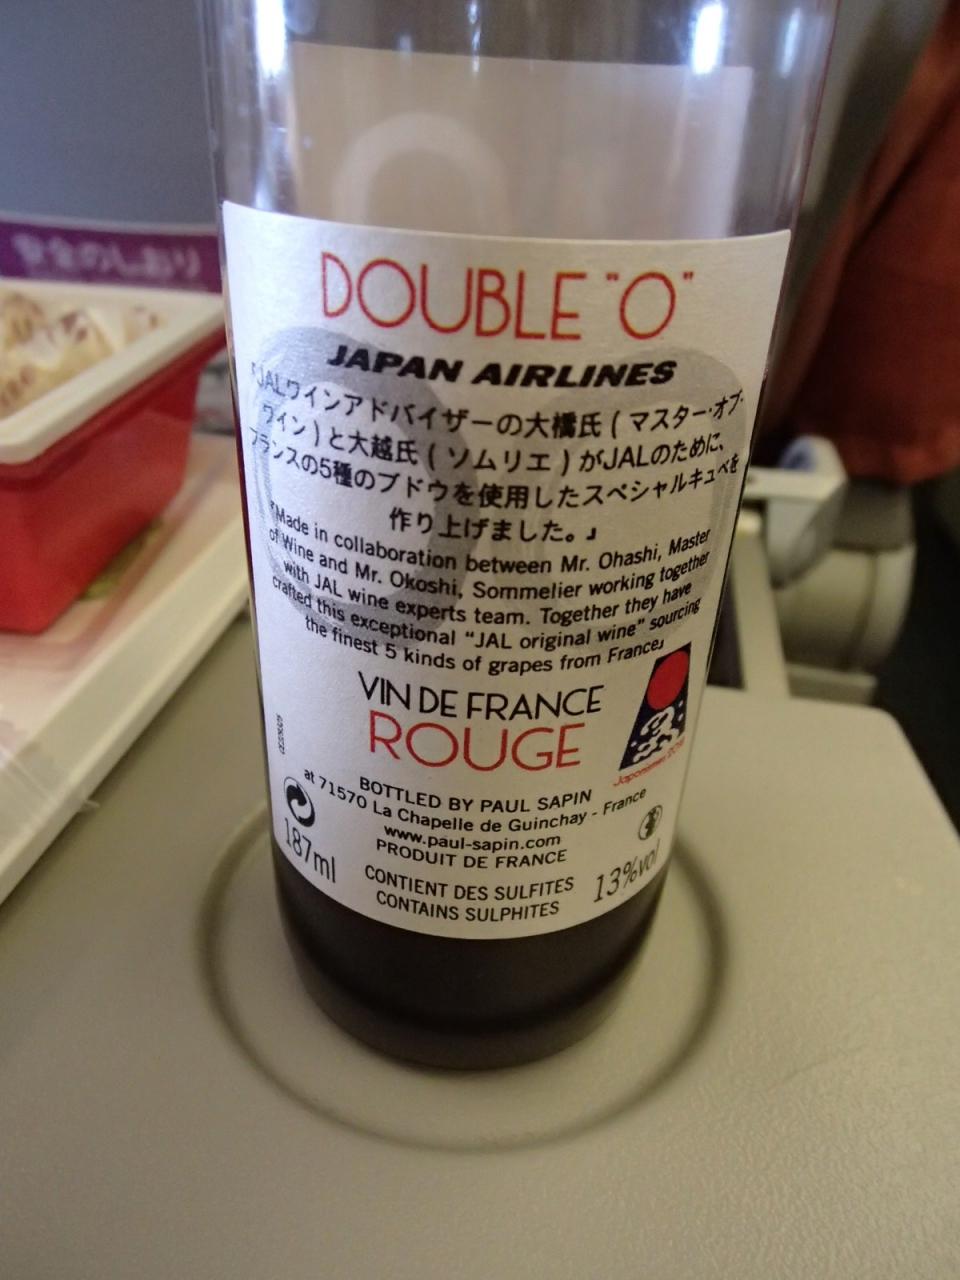 安全のしおり
DOUBLE "O"
JAPAN AIRLINES
『JALワインアドバイザーの大橋氏 ( マスター・オブ・
ワイン ) と大越氏 ( ソムリエ ) がJALのために、
フランスの5種のブドウを使用したスペシャルキュベを
作り上げました。』
『Made in collaboration between Mr. Ohashi, Master
of Wine and Mr. Okoshi, Sommelier working together
with JAL wine experts team. Together they have
crafted this exceptional “JAL original wine” sourcing
the finest 5 kinds of grapes from France』
VIN DE FRANCE
ROUGE
BOTTLED BY PAUL SAPIN
at 71570 La Chapelle de Guinchay - France
www.paul-sapin.com
PRODUIT DE FRANCE
187ml
CONTIENT DES SULFITES
CONTAINS SULPHITES
13%vol